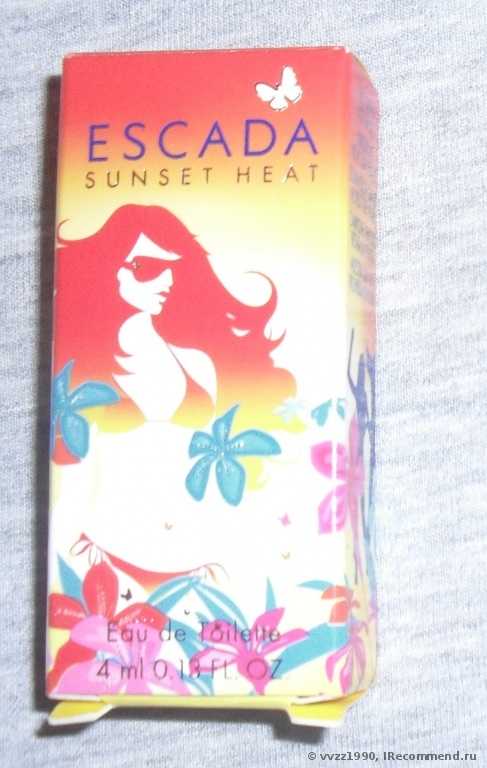 ESCADA
SUNSET HEAT
Eau de Toilette
4 ml 0.13 FL. OZ.
© vvzz1990, IRecommend.ru